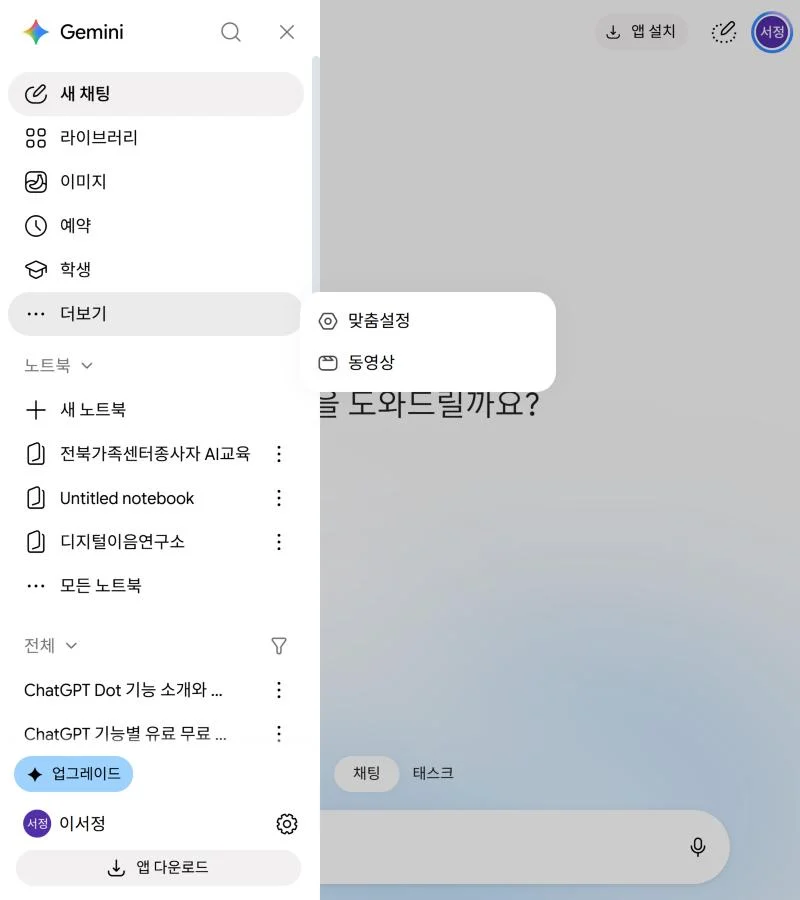 Gemini
앱 설치
서정
새 채팅
라이브러리
이미지
예약
학생
더보기
맞춤설정
동영상
노트북
을 도와드릴까요?
새 노트북
전북가족센터종사자 AI교육
Untitled notebook
디지털이음연구소
모든 노트북
전체
ChatGPT Dot 기능 소개와 ...
ChatGPT 기능별 유료 무료 ...
업그레이드
채팅
태스크
서정
이서정
앱 다운로드